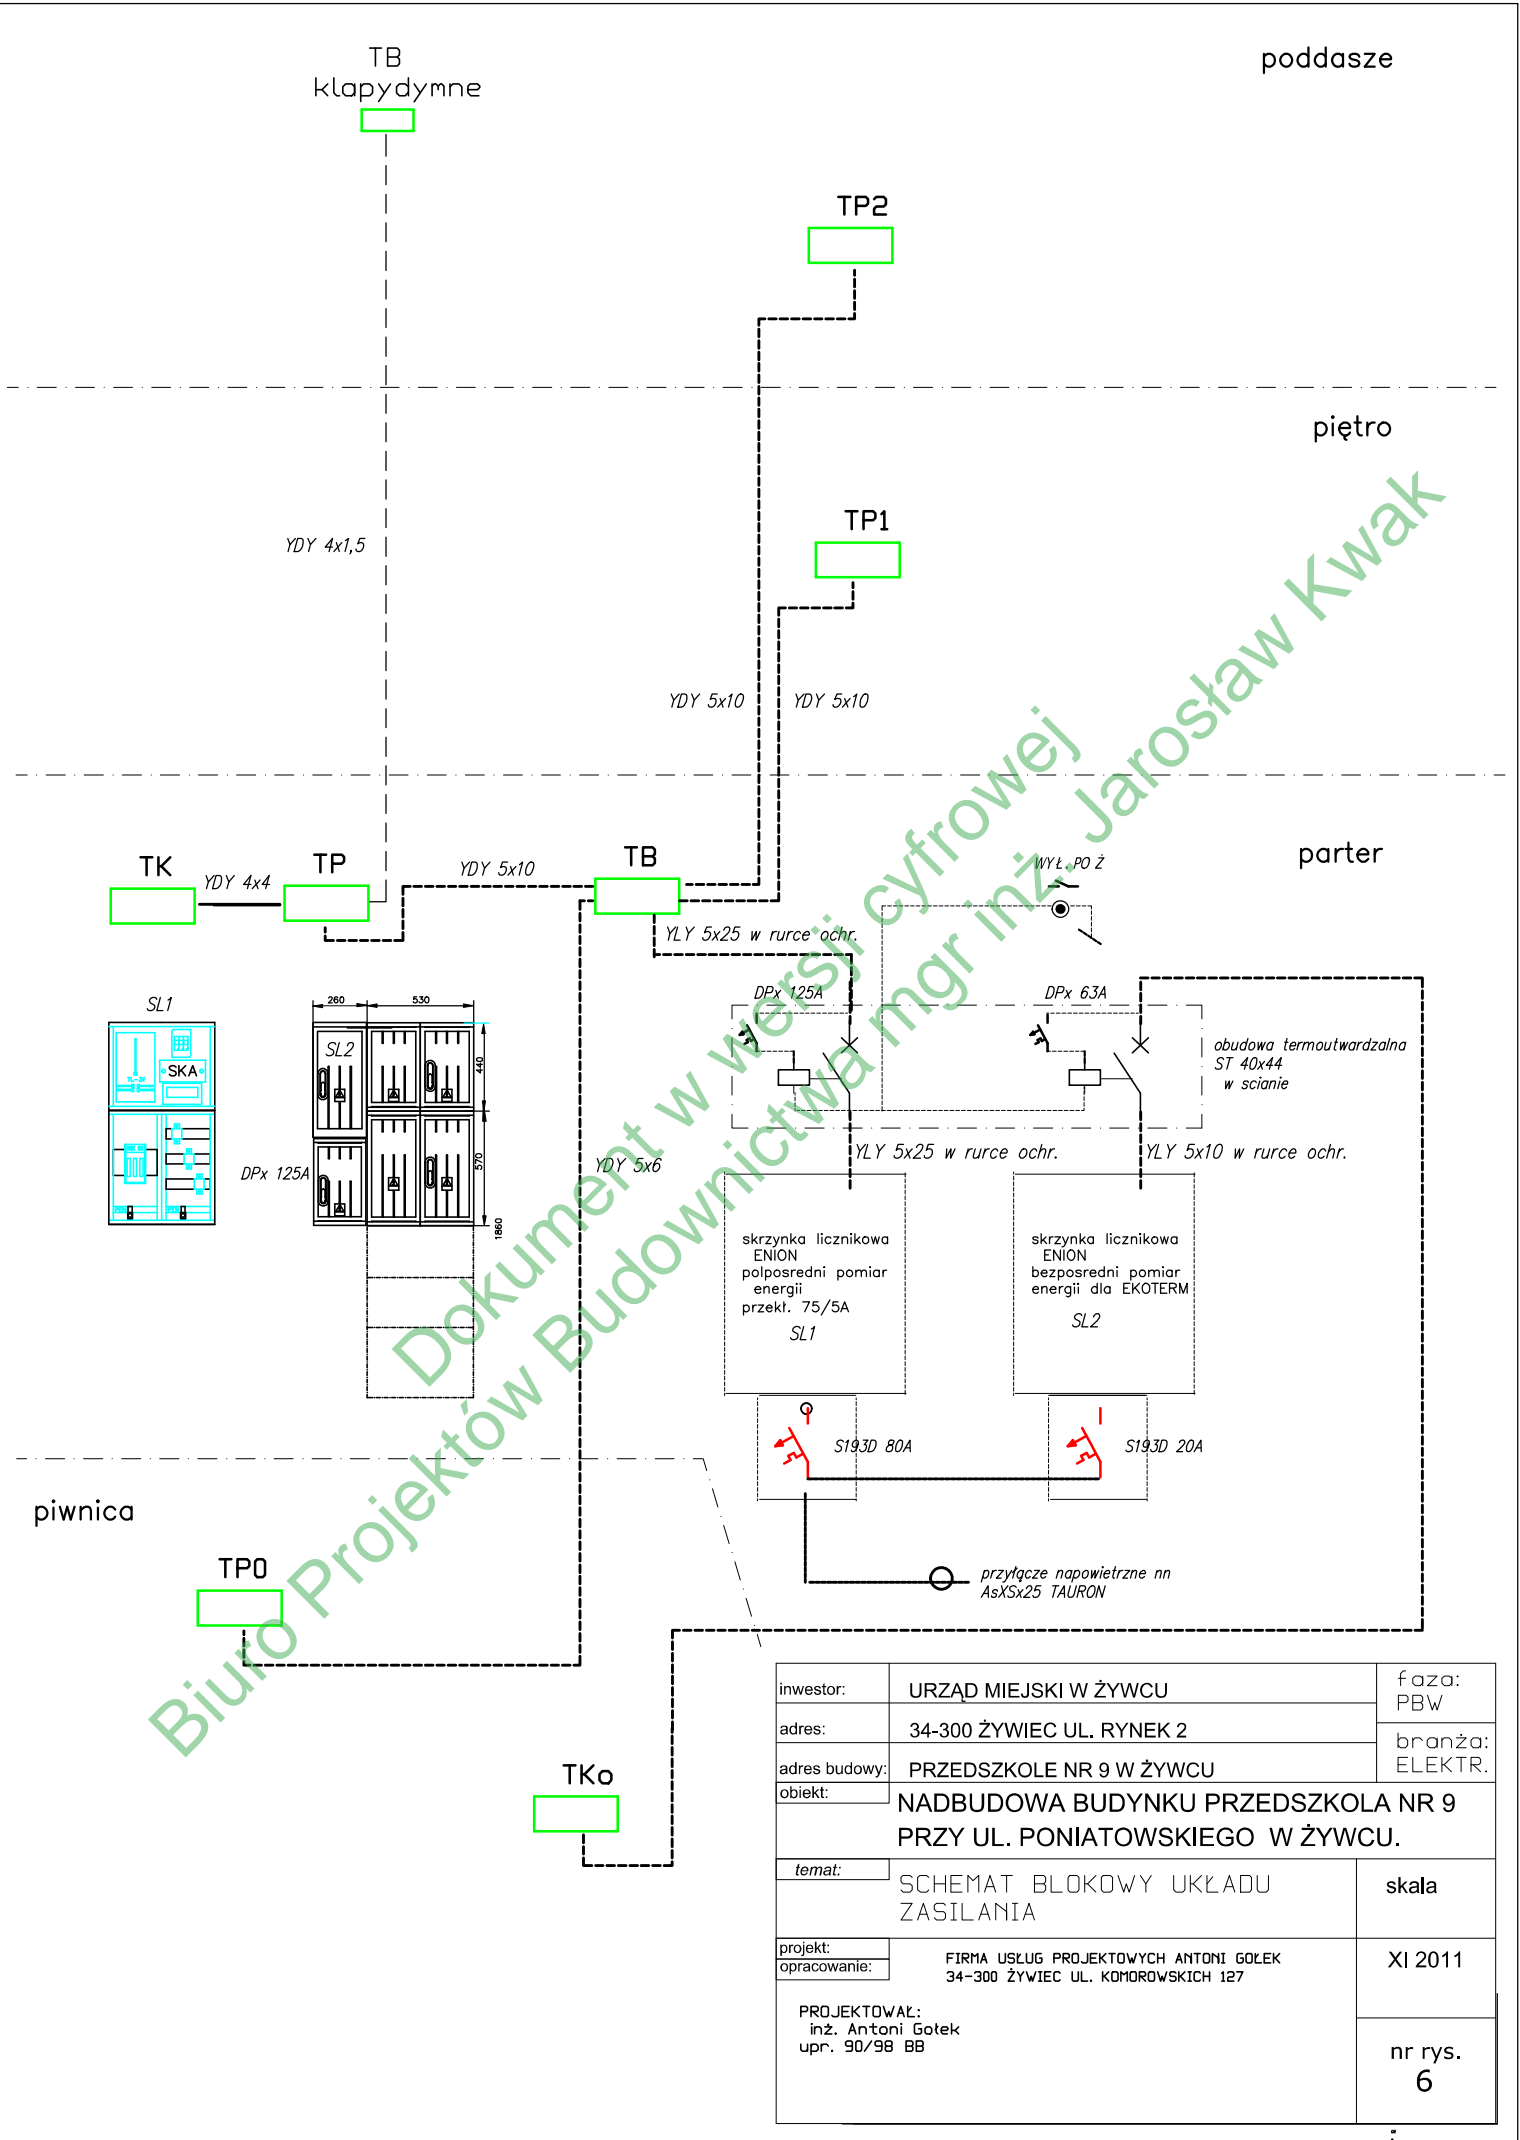 TB
klapydymne
poddasze
TP2
piętro
TP1
YDY 4x1,5
YDY 5x10
YDY 5x10
parter
TK
YDY 4x4
TP
YDY 5x10
TB
WYŁ. PO Ż
YLY 5x25 w rurce ochr.
SL1
260
530
SL2
440
570
1860
SKA
TL-3F
DPx 125A
DPx 125A
DPx 63A
obudowa termoutwardzalna
ST 40x44
w scianie
YDY 5x6
YLY 5x25 w rurce ochr.
YLY 5x10 w rurce ochr.
skrzynka licznikowa
ENION
polposredni pomiar
energii
przekł. 75/5A
SL1
skrzynka licznikowa
ENION
bezposredni pomiar
energii dla EKOTERM
SL2
S193D 80A
S193D 20A
piwnica
TP0
przyłącze napowietrzne nn
AsXSx25 TAURON
TKo
Dokument w wersji cyfrowej
Biuro Projektów Budownictwa mgr inż. Jarosław Kwak
inwestor:
URZĄD MIEJSKI W ŻYWCU
faza:
PBW
adres:
34-300 ŻYWIEC UL. RYNEK 2
branża:
ELEKTR.
adres budowy:
PRZEDSZKOLE NR 9 W ŻYWCU
obiekt:
NADBUDOWA BUDYNKU PRZEDSZKOLA NR 9
PRZY UL. PONIATOWSKIEGO W ŻYWCU.
temat:
SCHEMAT BLOKOWY UKŁADU
ZASILANIA
skala
projekt:
opracowanie:
FIRMA USŁUG PROJEKTOWYCH ANTONI GOŁEK
34-300 ŻYWIEC UL. KOMOROWSKICH 127
XI 2011
PROJEKTOWAŁ:
inż. Antoni Gołek
upr. 90/98 BB
nr rys.
6